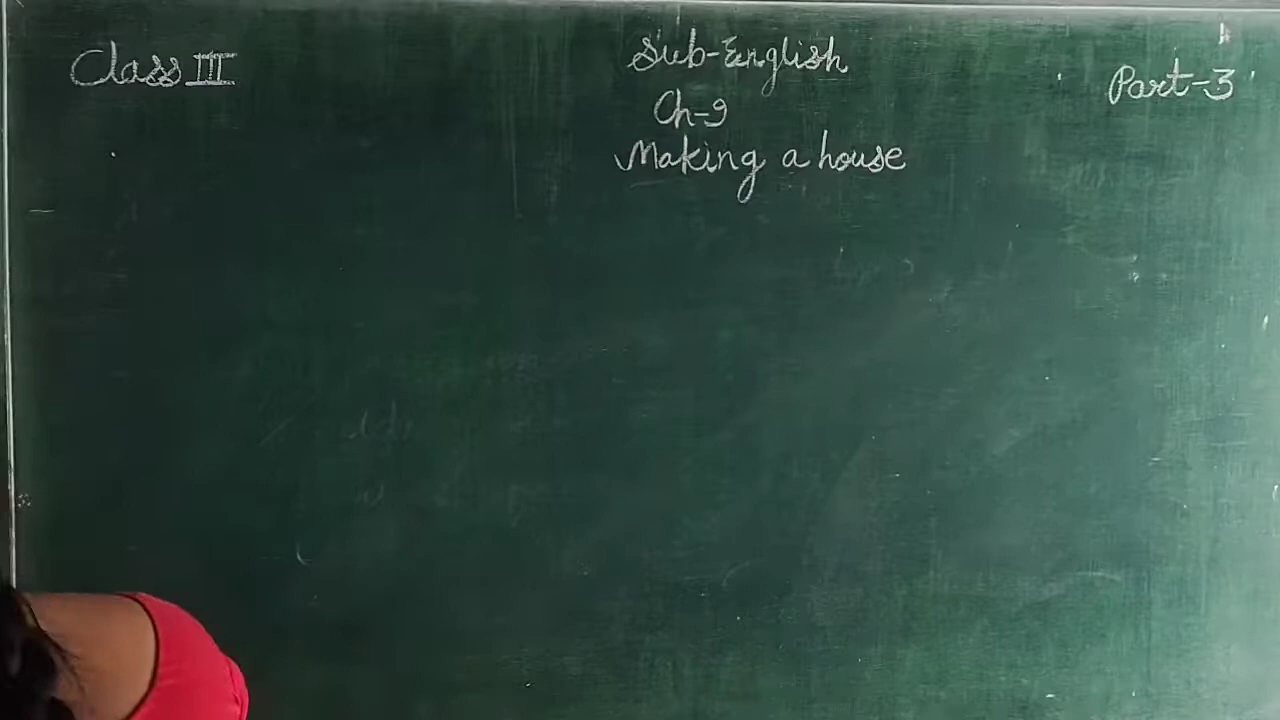 Class III
Sub-English
Part-3
Ch-9
Making a house